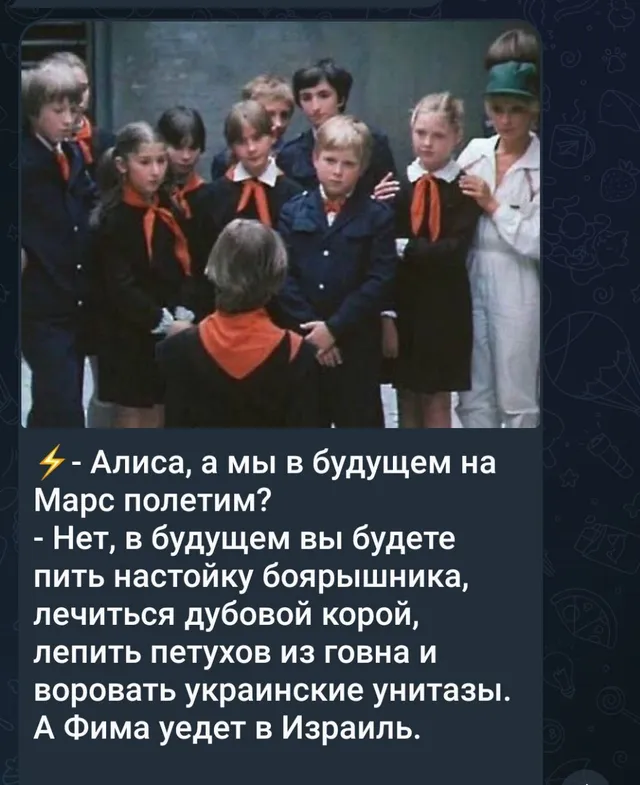 ⚡- Алиса, а мы в будущем на
Марс полетим?
- Нет, в будущем вы будете
пить настойку боярышника,
лечиться дубовой корой,
лепить петухов из говна и
воровать украинские унитазы.
А Фима уедет в Израиль.